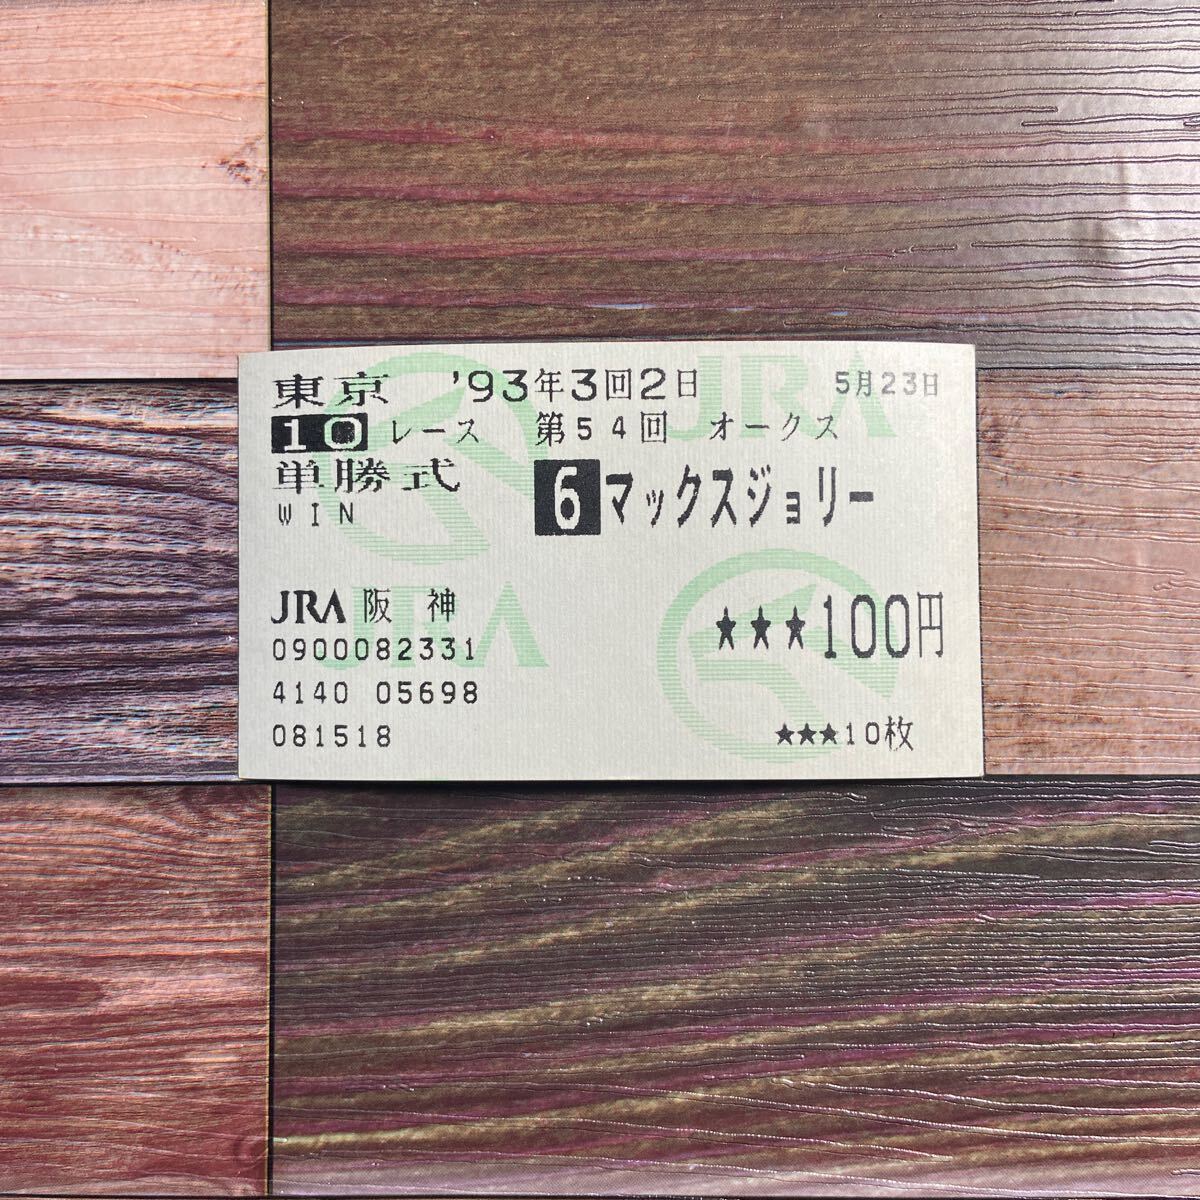 東京 '93年3回2日 5月23日
10 レース 第54回 オークス
単勝式 6 マックスジョリー
WIN
JRA 阪神
★★★100円
0900082331
4140 05698
081518 ★★★10枚
JRA
JRA